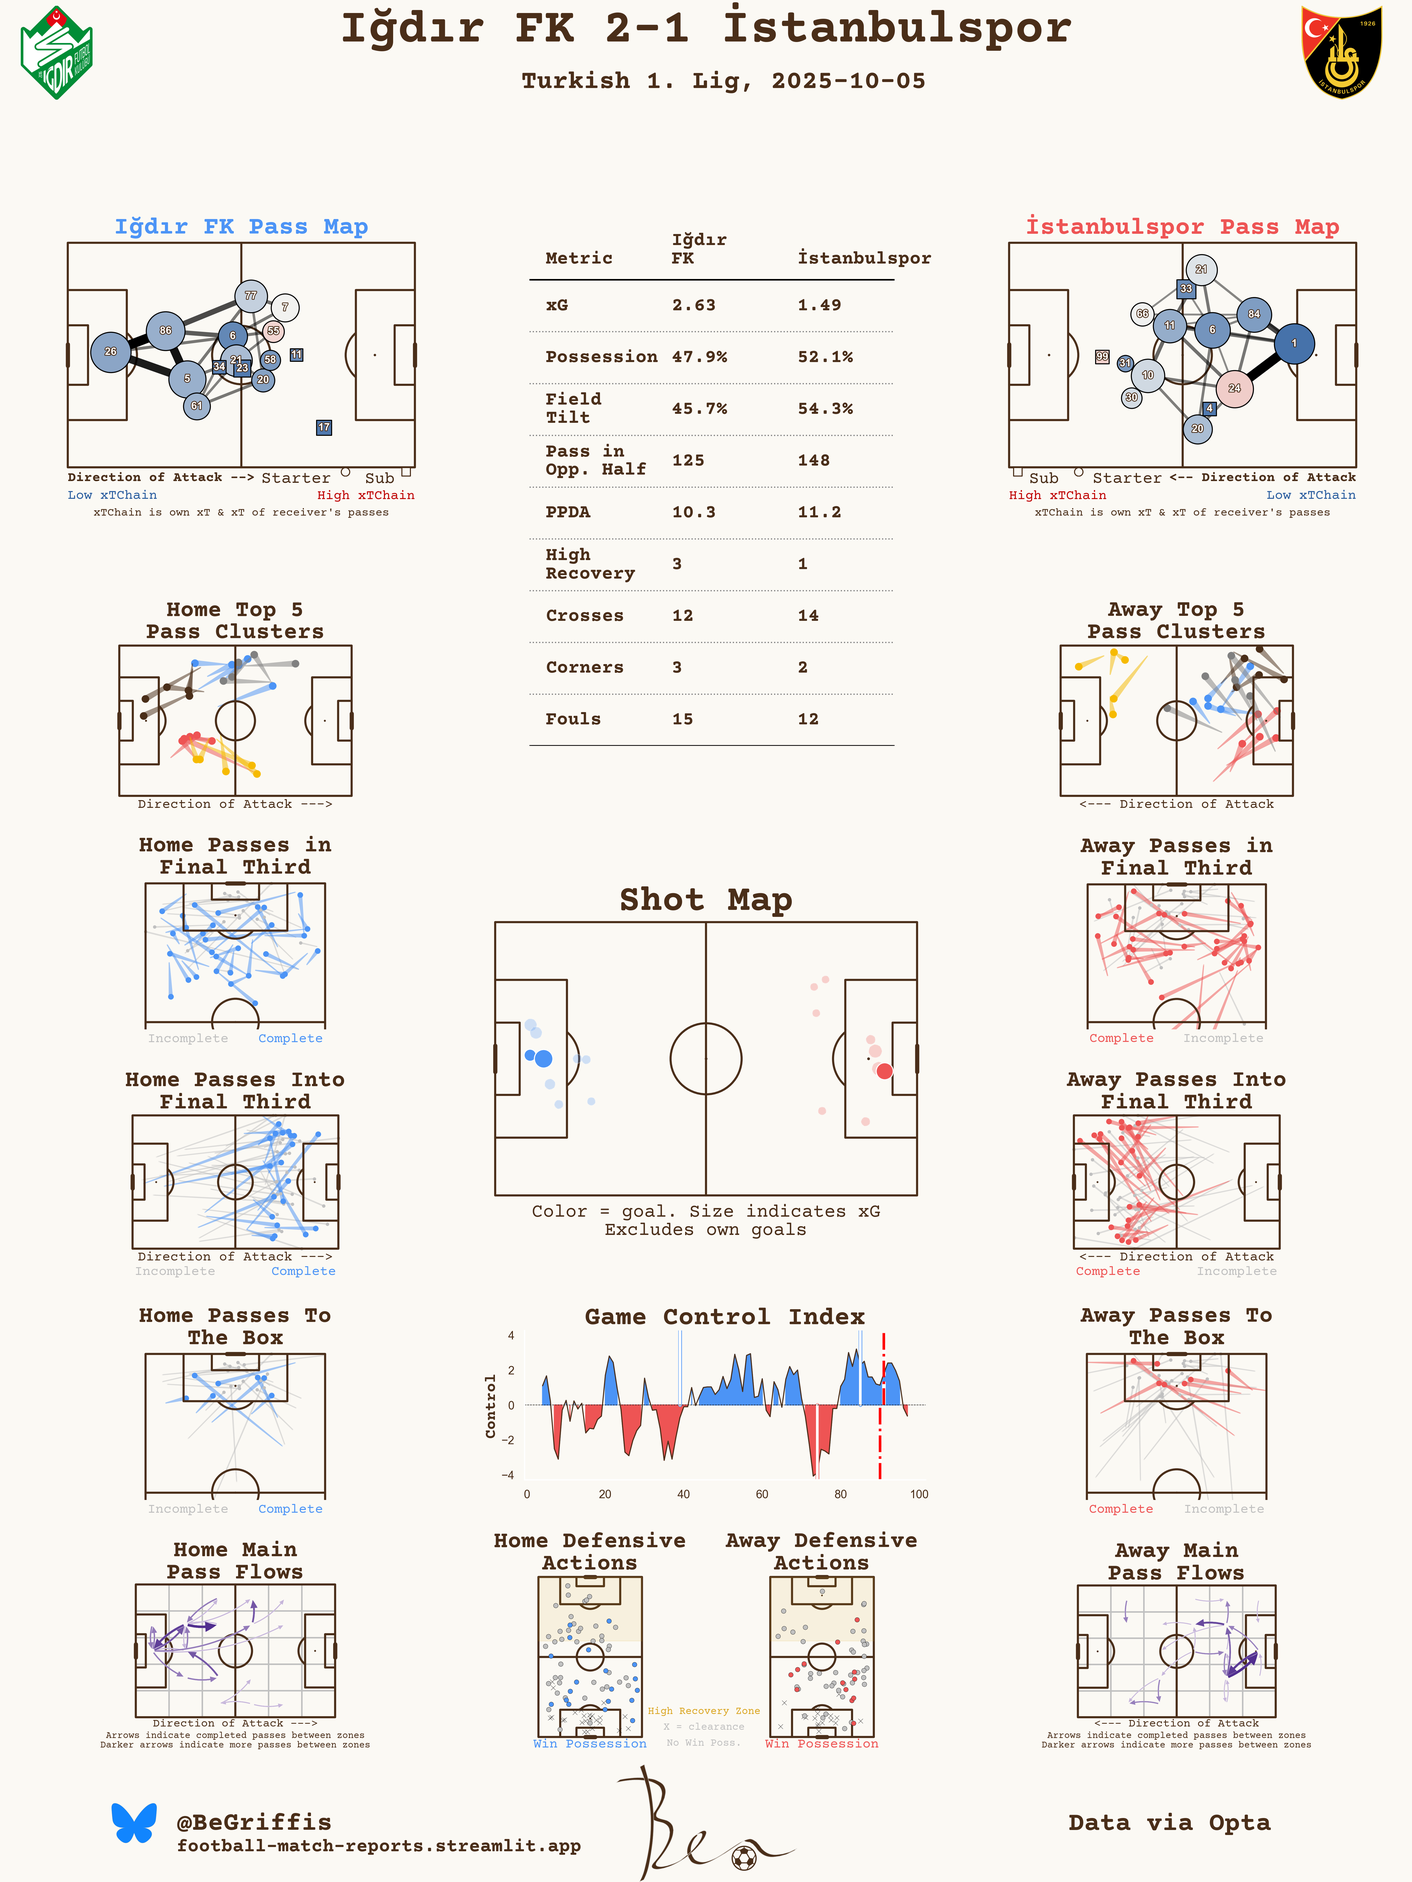 Iğdır FK 2-1 İstanbulspor
Turkish 1. Lig, 2025-10-05
IĞDIR
FUTBOL
KULÜBÜ
1926
İSTANBULSPOR
Iğdır FK Pass Map
77
7
86
6
55
26
21
58
11
34
23
5
20
61
17
Direction of Attack --> Starter Sub
Low xTChain High xTChain
xTChain is own xT & xT of receiver's passes
Metric Iğdır FK İstanbulspor
xG 2.63 1.49
Possession 47.9% 52.1%
Field Tilt 45.7% 54.3%
Pass in Opp. Half 125 148
PPDA 10.3 11.2
High Recovery 3 1
Crosses 12 14
Corners 3 2
Fouls 15 12
İstanbulspor Pass Map
21
33
66
84
11
6
1
99
31
10
24
30
4
20
Sub Starter <-- Direction of Attack
High xTChain Low xTChain
xTChain is own xT & xT of receiver's passes
Home Top 5
Pass Clusters
Direction of Attack --->
Away Top 5
Pass Clusters
<--- Direction of Attack
Home Passes in
Final Third
Incomplete Complete
Away Passes in
Final Third
Complete Incomplete
Shot Map
Color = goal. Size indicates xG
Excludes own goals
Home Passes Into
Final Third
Direction of Attack --->
Incomplete Complete
Away Passes Into
Final Third
<--- Direction of Attack
Complete Incomplete
Home Passes To
The Box
Incomplete Complete
Game Control Index
Control
4
2
0
−2
−4
0 20 40 60 80 100
Away Passes To
The Box
Complete Incomplete
Home Main
Pass Flows
Direction of Attack --->
Arrows indicate completed passes between zones
Darker arrows indicate more passes between zones
Home Defensive
Actions
Win Possession
Away Defensive
Actions
Win Possession
High Recovery Zone
X = clearance
No Win Poss.
Away Main
Pass Flows
<--- Direction of Attack
Arrows indicate completed passes between zones
Darker arrows indicate more passes between zones
@BeGriffis
football-match-reports.streamlit.app
Ben
Data via Opta